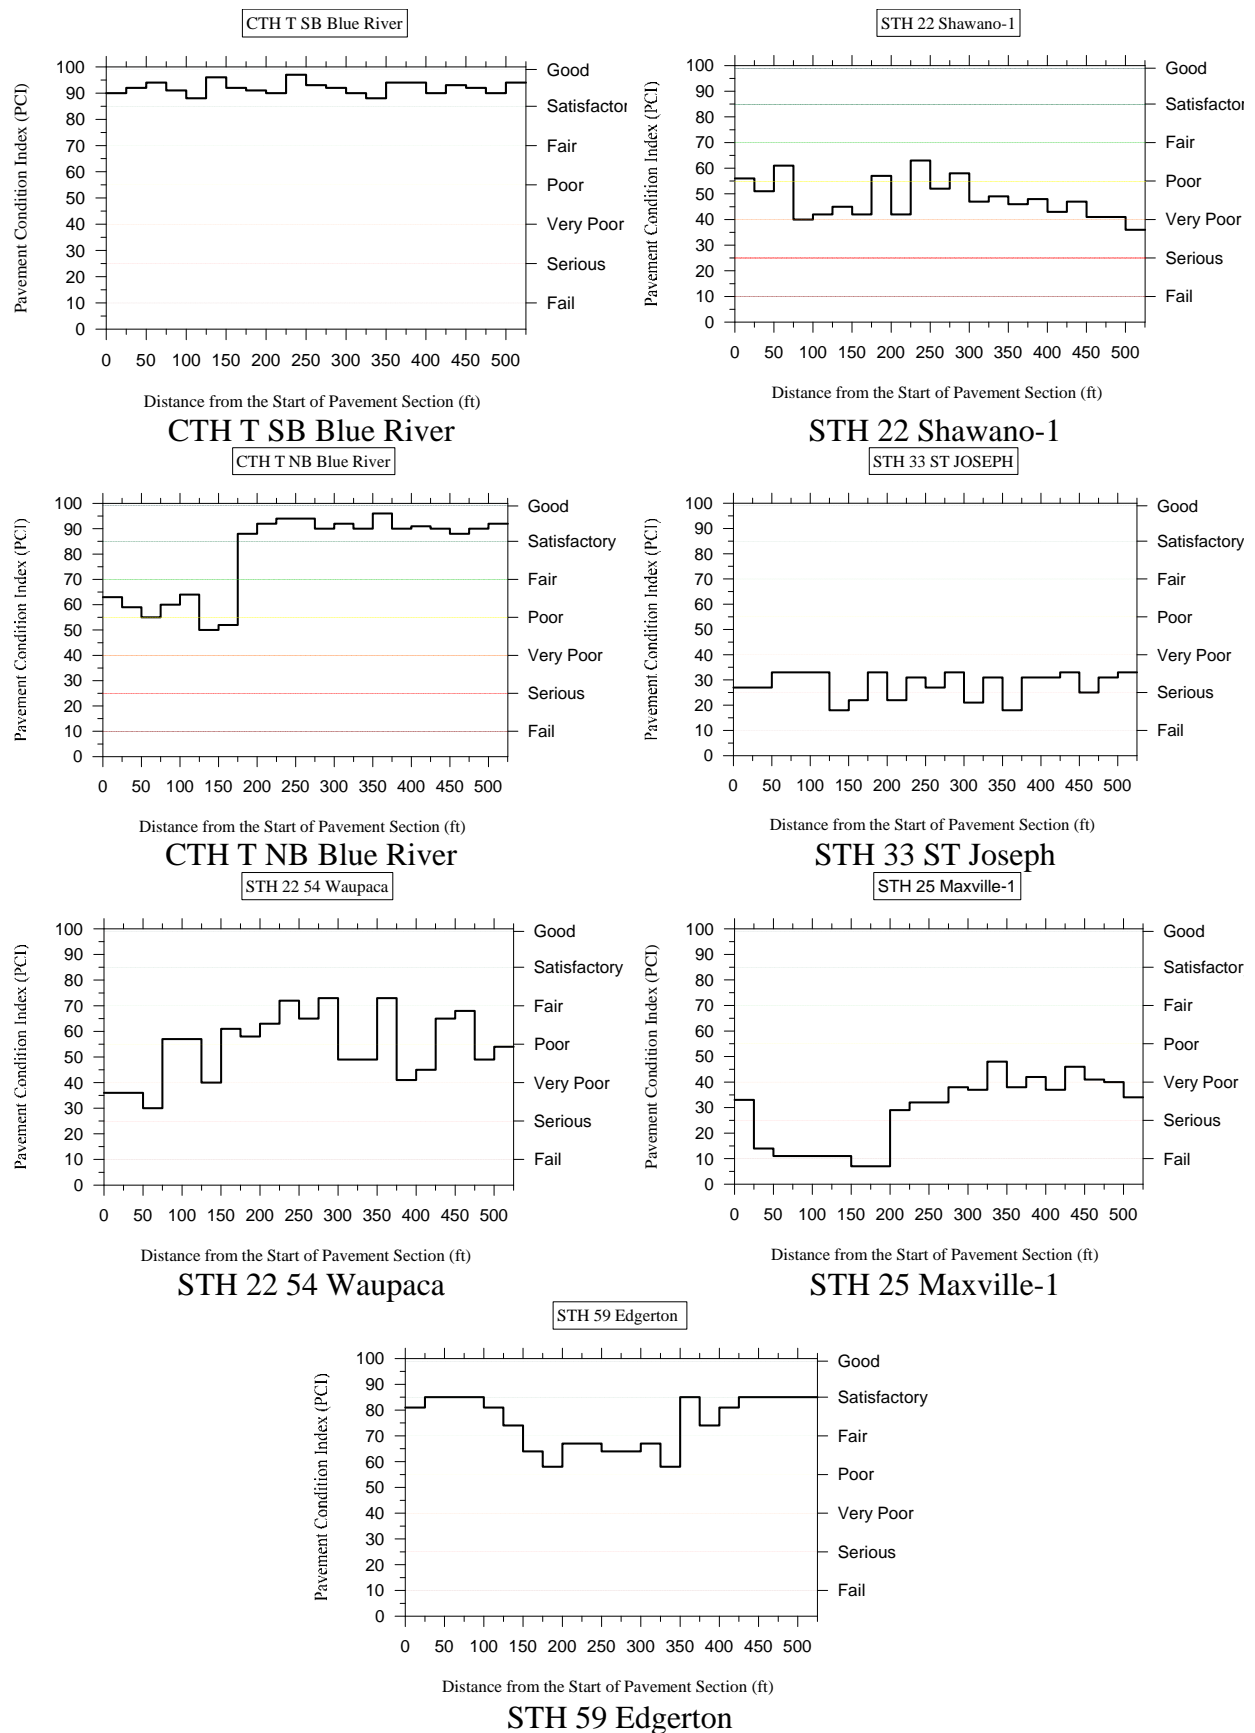 CTH T SB Blue River
Pavement Condition Index (PCI)
100
90
80
70
60
50
40
30
20
10
0
Good
Satisfactor
Fair
Poor
Very Poor
Serious
Fail
0 50 100 150 200 250 300 350 400 450 500
Distance from the Start of Pavement Section (ft)
CTH T SB Blue River
STH 22 Shawano-1
Pavement Condition Index (PCI)
100
90
80
70
60
50
40
30
20
10
0
Good
Satisfactor
Fair
Poor
Very Poor
Serious
Fail
0 50 100 150 200 250 300 350 400 450 500
Distance from the Start of Pavement Section (ft)
STH 22 Shawano-1
CTH T NB Blue River
Pavement Condition Index (PCI)
100
90
80
70
60
50
40
30
20
10
0
Good
Satisfactory
Fair
Poor
Very Poor
Serious
Fail
0 50 100 150 200 250 300 350 400 450 500
Distance from the Start of Pavement Section (ft)
CTH T NB Blue River
STH 33 ST JOSEPH
Pavement Condition Index (PCI)
100
90
80
70
60
50
40
30
20
10
0
Good
Satisfactory
Fair
Poor
Very Poor
Serious
Fail
0 50 100 150 200 250 300 350 400 450 500
Distance from the Start of Pavement Section (ft)
STH 33 ST Joseph
STH 22 54 Waupaca
Pavement Condition Index (PCI)
100
90
80
70
60
50
40
30
20
10
0
Good
Satisfactory
Fair
Poor
Very Poor
Serious
Fail
0 50 100 150 200 250 300 350 400 450 500
Distance from the Start of Pavement Section (ft)
STH 22 54 Waupaca
STH 25 Maxville-1
Pavement Condition Index (PCI)
100
90
80
70
60
50
40
30
20
10
0
Good
Satisfactor
Fair
Poor
Very Poor
Serious
Fail
0 50 100 150 200 250 300 350 400 450 500
Distance from the Start of Pavement Section (ft)
STH 25 Maxville-1
STH 59 Edgerton
Pavement Condition Index (PCI)
100
90
80
70
60
50
40
30
20
10
0
Good
Satisfactory
Fair
Poor
Very Poor
Serious
Fail
0 50 100 150 200 250 300 350 400 450 500
Distance from the Start of Pavement Section (ft)
STH 59 Edgerton